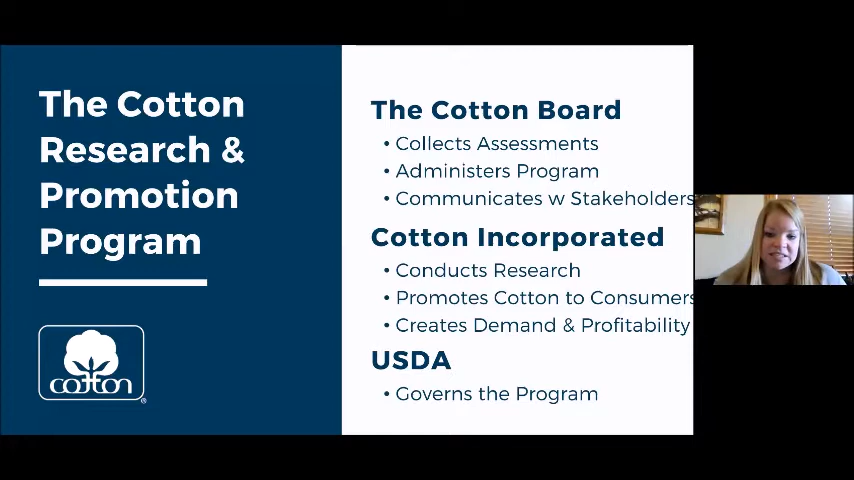 The Cotton
Research &
Promotion
Program
cotton
®
The Cotton Board
• Collects Assessments
• Administers Program
• Communicates w Stakeholders
Cotton Incorporated
• Conducts Research
• Promotes Cotton to Consumers
• Creates Demand & Profitability
USDA
• Governs the Program